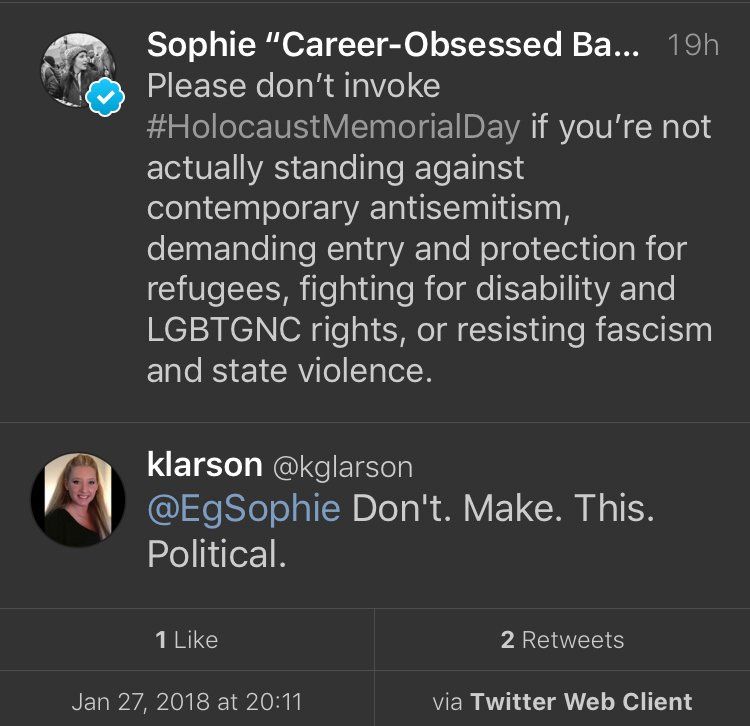 Sophie “Career-Obsessed Ba... 19h
Please don’t invoke
#HolocaustMemorialDay if you’re not
actually standing against
contemporary antisemitism,
demanding entry and protection for
refugees, fighting for disability and
LGBTGNC rights, or resisting fascism
and state violence.
klarson @kglarson
@EgSophie Don't. Make. This.
Political.
1 Like 2 Retweets
Jan 27, 2018 at 20:11 via Twitter Web Client